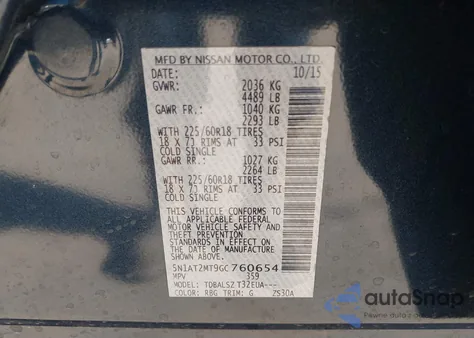 MFD BY NISSAN MOTOR CO., LTD.
DATE: 10/15
GVWR: 2036 KG
4489 LB
GAWR FR.: 1040 KG
2293 LB
WITH 225/60R18 TIRES
18 X 7J RIMS AT 33 PSI
COLD SINGLE
GAWR RR.: 1027 KG
2264 LB
WITH 225/60R18 TIRES
18 X 7J RIMS AT 33 PSI
COLD SINGLE
THIS VEHICLE CONFORMS TO
ALL APPLICABLE FEDERAL
MOTOR VEHICLE SAFETY
STANDARDS IN EFFECT ON
THE DATE OF MANUFACTURE
SHOWN ABOVE.
5N1AT2MT9GC760654
MPV 3S9
MODEL: TDBALSZ T32EUA---
COLOR: RBG TRIM: G ZS30A
autoSnap
Pewne auto z